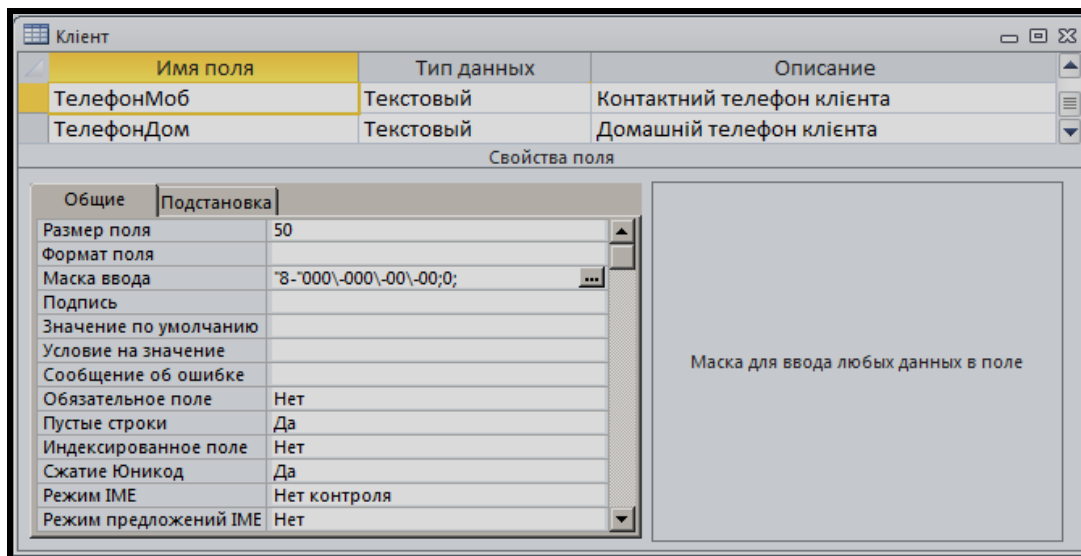 Клієнт
Имя поля Тип данных Описание
ТелефонМоб Текстовый Контактний телефон клієнта
ТелефонДом Текстовый Домашній телефон клієнта
Свойства поля
Общие Подстановка
Размер поля 50
Формат поля
Маска ввода "8-"000\-000\-00\-00;0; ...
Подпись
Значение по умолчанию
Условие на значение
Сообщение об ошибке
Обязательное поле Нет
Пустые строки Да
Индексированное поле Нет
Сжатие Юникод Да
Режим IME Нет контроля
Режим предложений IME Нет
Маска для ввода любых данных в поле